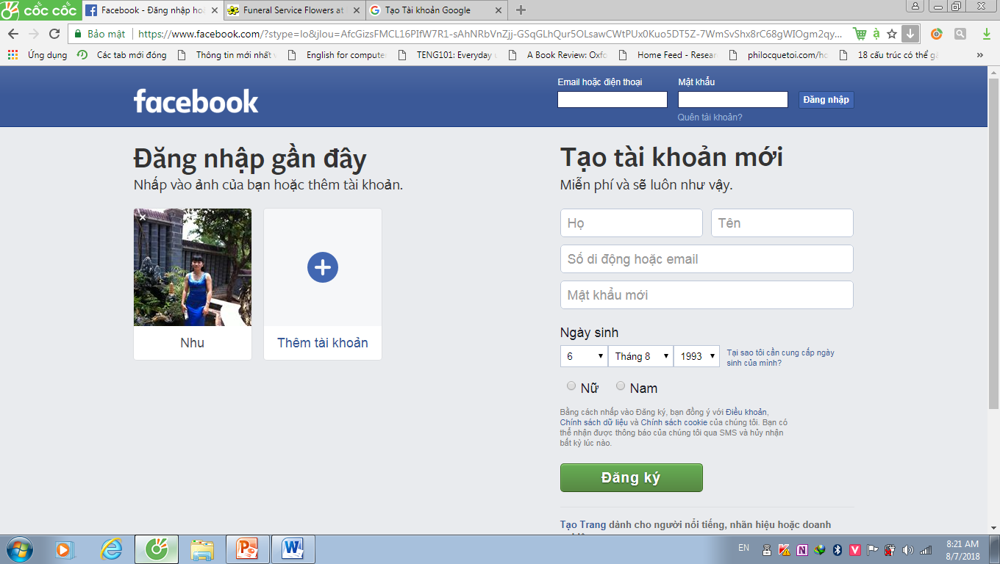 cốc cốc
Facebook - Đăng nhập ho
Funeral Service Flowers at
Tạo Tài khoản Google
Bảo mật
https://www.facebook.com/?stype=lo&jlou=AfcGizsFMCL16PIfW7R1-sAhNRbVnZjj-GSqGLhQur5OLsawCWtPUx0Kuo5DT5Z-7WmSvShx8rC68gWIOgm2qy...
Ứng dụng
Các tab mới đóng
Thông tin mới nhất
English for compute
TENG101: Everyday
A Book Review: Oxfo
Home Feed - Resear
philocquetoi.com/ho
18 cấu trúc có thể g
»
facebook
Email hoặc điện thoại
Mật khẩu
Đăng nhập
Quên tài khoản?
Đăng nhập gần đây
Nhấp vào ảnh của bạn hoặc thêm tài khoản.
Nhu
Thêm tài khoản
Tạo tài khoản mới
Miễn phí và sẽ luôn như vậy.
Họ
Tên
Số di động hoặc email
Mật khẩu mới
Ngày sinh
6
Tháng 8
1993
Tại sao tôi cần cung cấp ngày
sinh của mình?
Nữ
Nam
Bằng cách nhấp vào Đăng ký, bạn đồng ý với Điều khoản,
Chính sách dữ liệu và Chính sách cookie của chúng tôi. Bạn có
thể nhận được thông báo của chúng tôi qua SMS và hủy nhận
bất kỳ lúc nào.
Đăng ký
Tạo Trang dành cho người nổi tiếng, nhãn hiệu hoặc doanh
EN
8:21 AM
8/7/2018